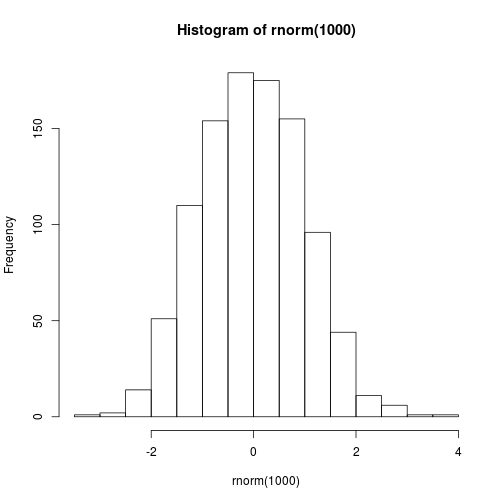 Histogram of rnorm(1000)
Frequency
150
100
50
0
-2 0 2 4
rnorm(1000)